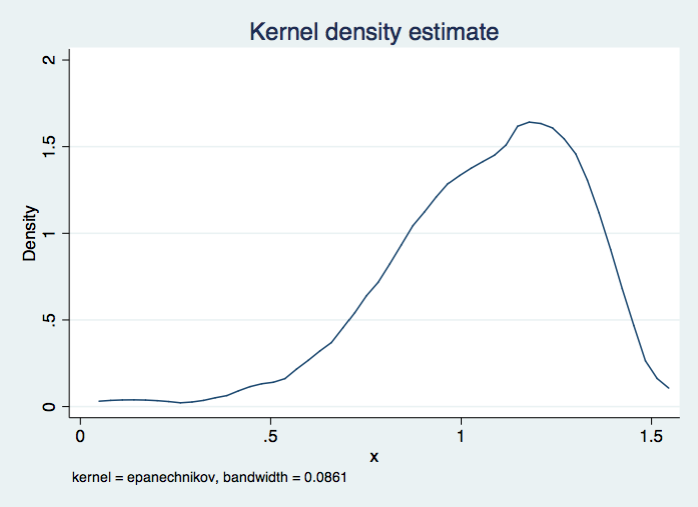 Kernel density estimate
2
1.5
1
.5
0
Density
0 .5 1 1.5
x
kernel = epanechnikov, bandwidth = 0.0861